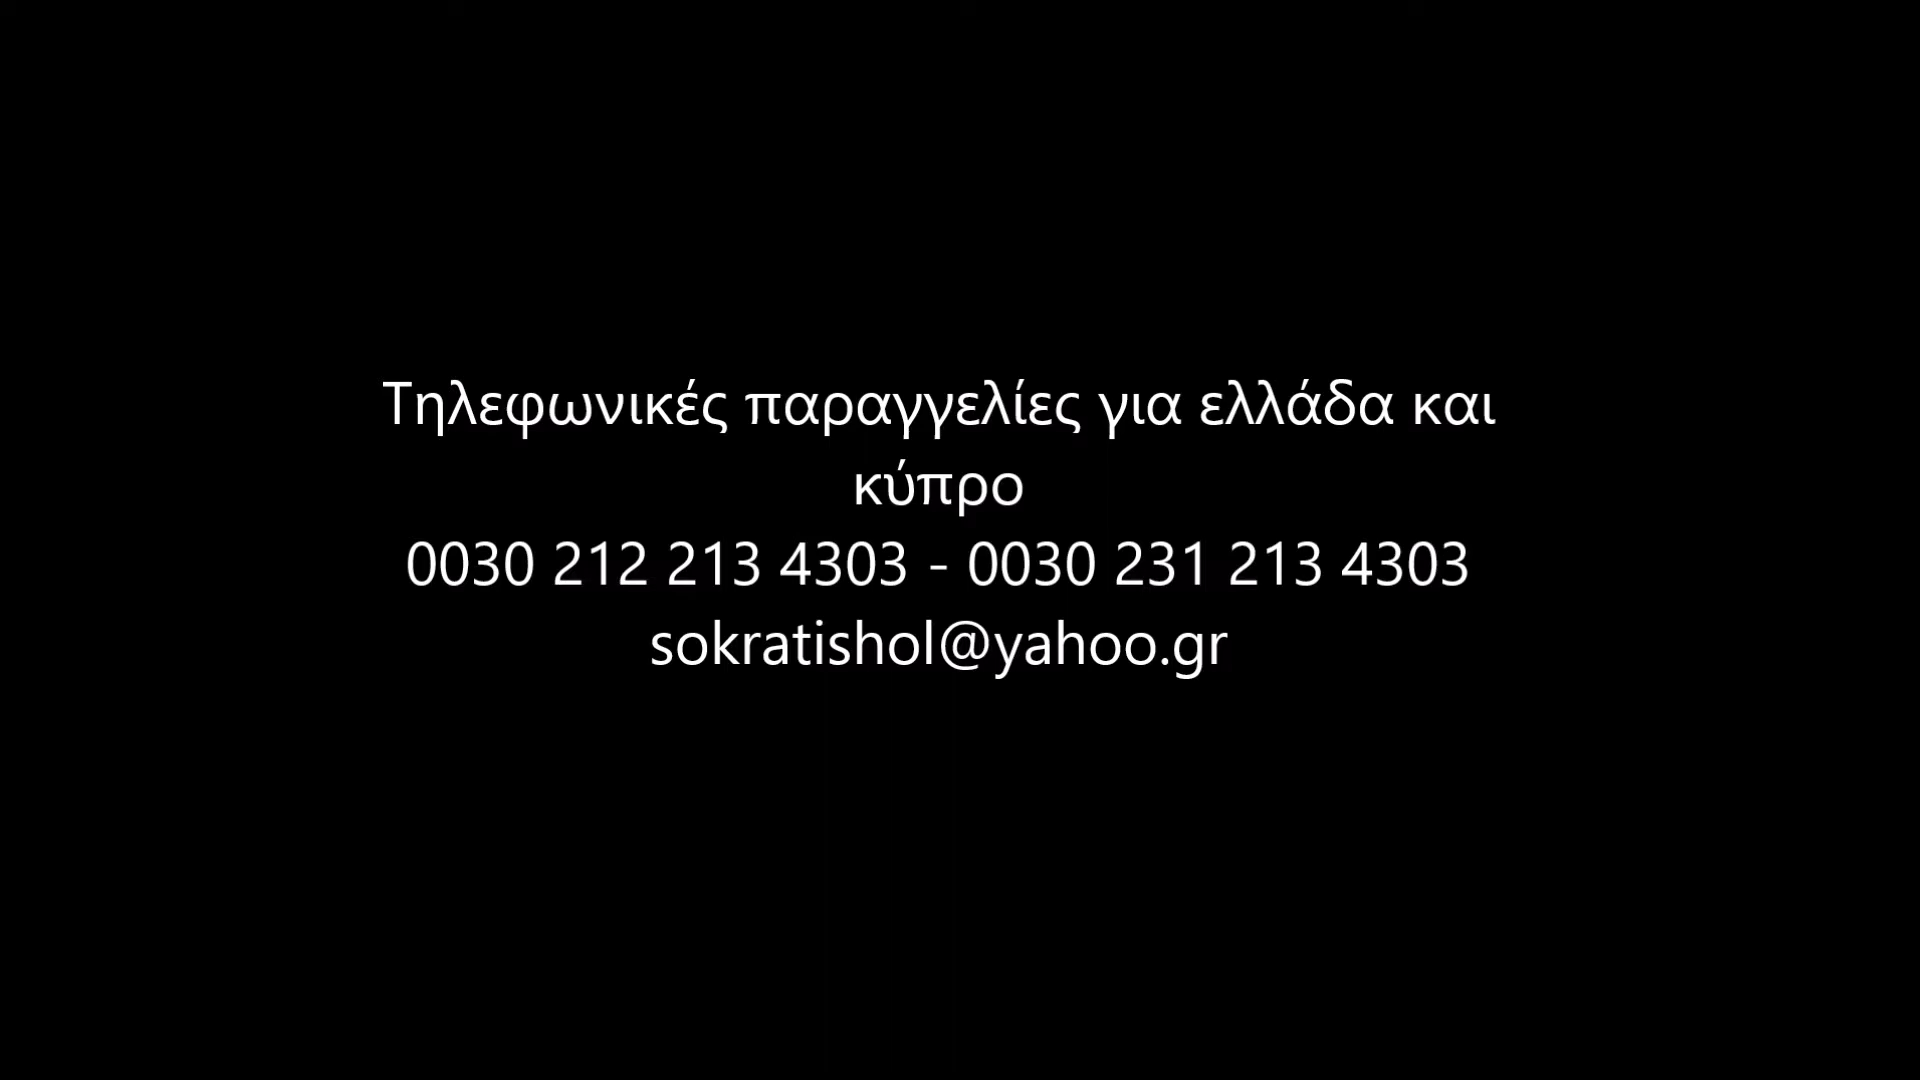 Τηλεφωνικές παραγγελίες για ελλάδα και
κύπρο
0030 212 213 4303 - 0030 231 213 4303
sokratishol@yahoo.gr